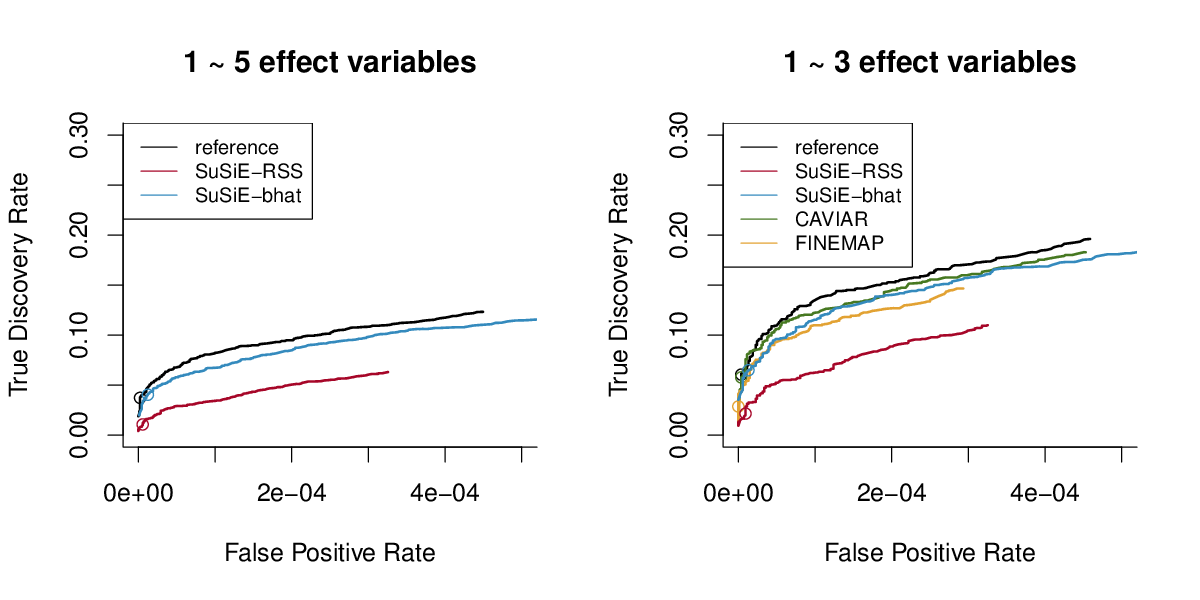 1 ~ 5 effect variables
True Discovery Rate
0.00
0.10
0.20
0.30
reference
SuSiE−RSS
SuSiE−bhat
0e+00
2e−04
4e−04
False Positive Rate
1 ~ 3 effect variables
True Discovery Rate
0.00
0.10
0.20
0.30
reference
SuSiE−RSS
SuSiE−bhat
CAVIAR
FINEMAP
0e+00
2e−04
4e−04
False Positive Rate